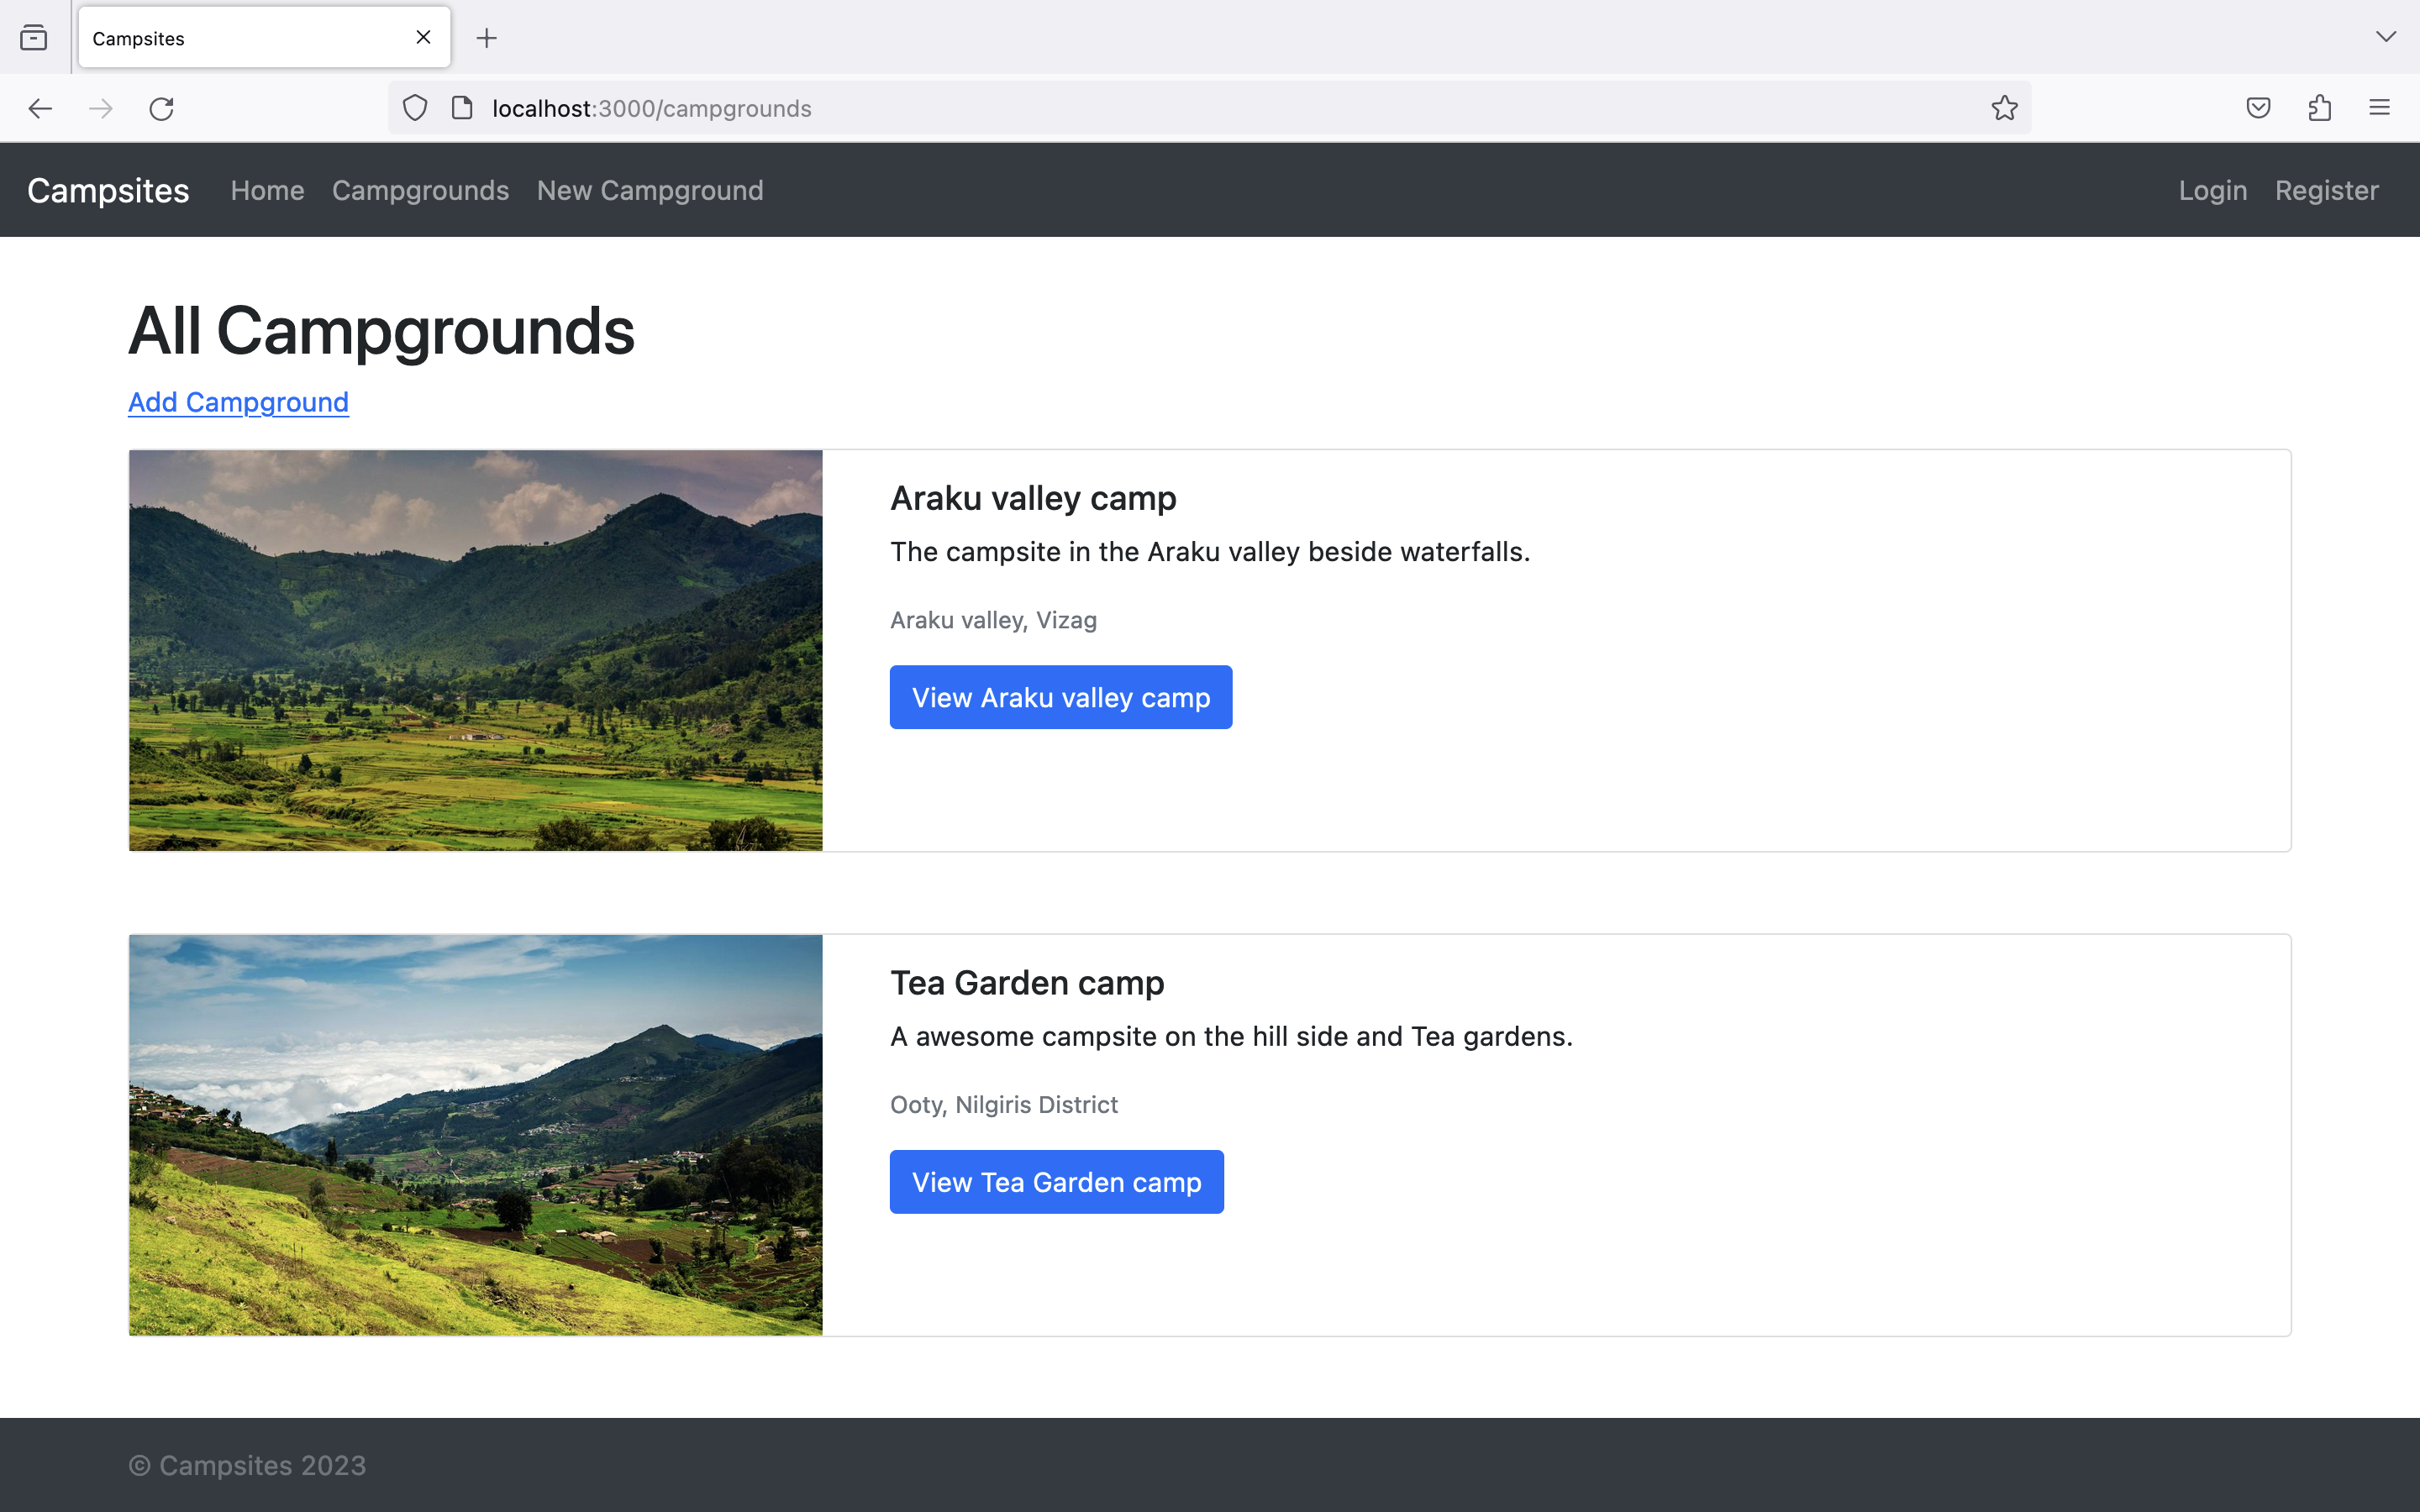 Campsites
localhost:3000/campgrounds
Campsites Home Campgrounds New Campground Login Register
All Campgrounds
Add Campground
Araku valley camp
The campsite in the Araku valley beside waterfalls.
Araku valley, Vizag
View Araku valley camp
Tea Garden camp
A awesome campsite on the hill side and Tea gardens.
Ooty, Nilgiris District
View Tea Garden camp
© Campsites 2023